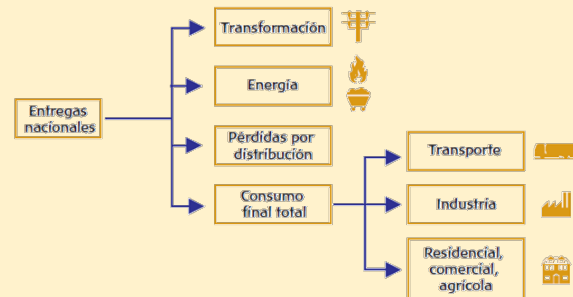 Entregas
nacionales
Transformación
Energía
Pérdidas por
distribución
Consumo
final total
Transporte
Industria
Residencial,
comercial,
agrícola